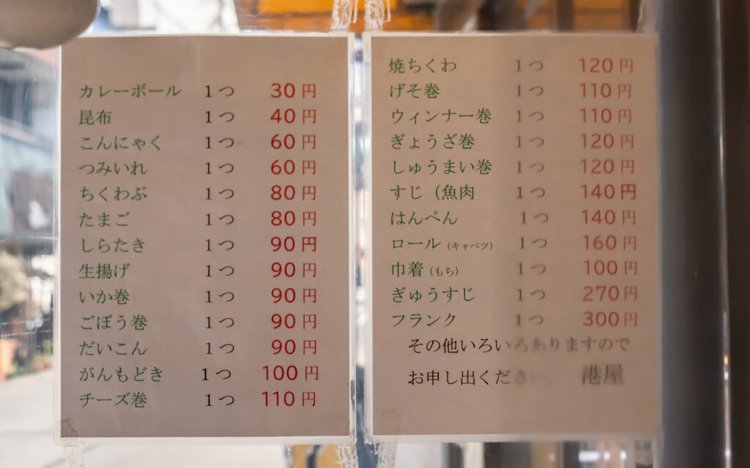 カレーボール 1つ 30円
昆布 1つ 40円
こんにゃく 1つ 60円
つみいれ 1つ 60円
ちくわぶ 1つ 80円
たまご 1つ 80円
しらたき 1つ 90円
生揚げ 1つ 90円
いか巻 1つ 90円
ごぼう巻 1つ 90円
だいこん 1つ 90円
がんもどき 1つ 100円
チーズ巻 1つ 110円
焼ちくわ 1つ 120円
げそ巻 1つ 110円
ウィンナー巻 1つ 110円
ぎょうざ巻 1つ 120円
しゅうまい巻 1つ 120円
すじ（魚肉 1つ 140円
はんぺん 1つ 140円
ロール（キャベツ） 1つ 160円
巾着（もち） 1つ 100円
ぎゅうすじ 1つ 270円
フランク 1つ 300円
その他いろいろありますので
お申し出ください 港屋